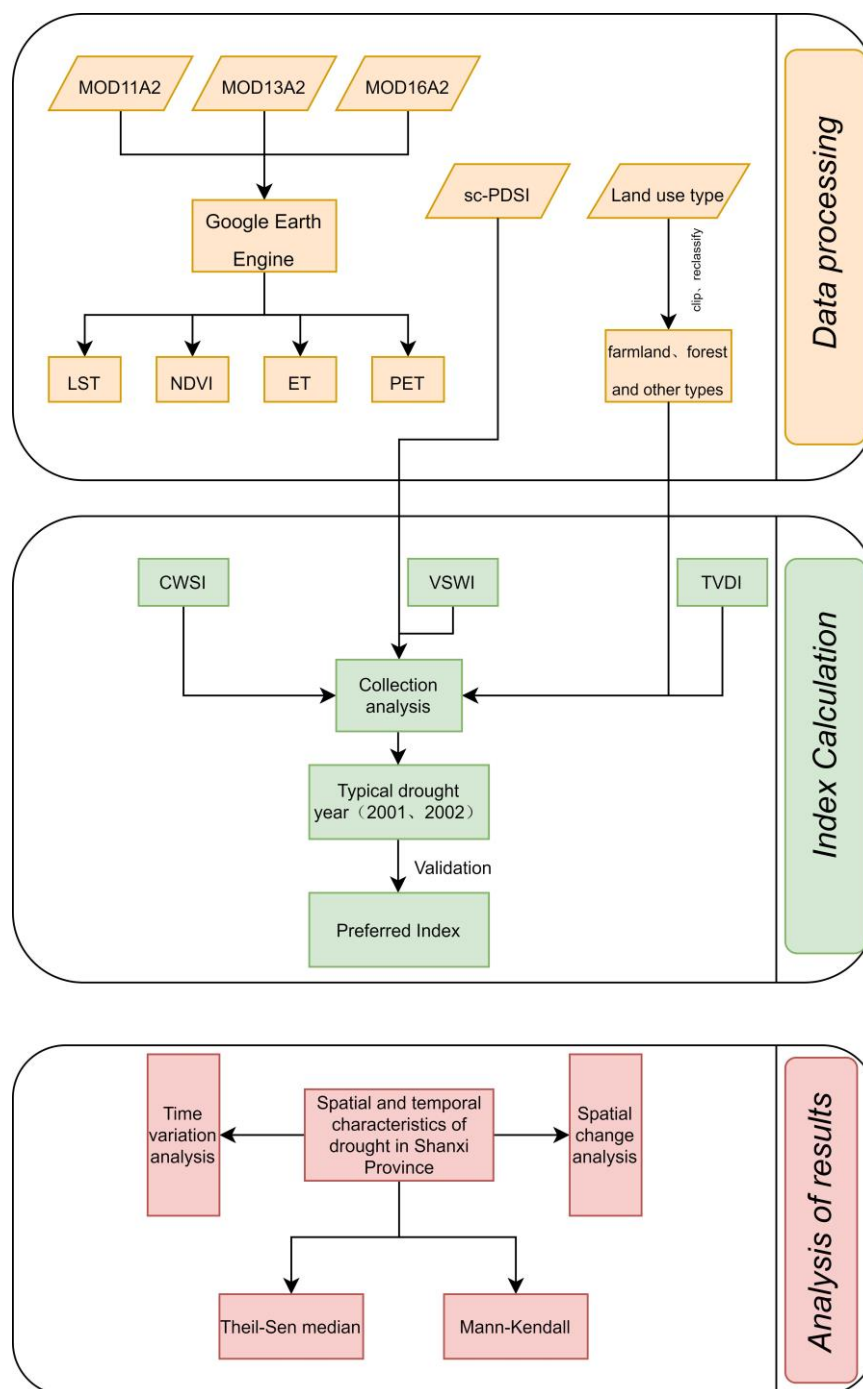 MOD11A2
MOD13A2
MOD16A2
sc-PDSI
Land use type
Google Earth
Engine
clip、reclassify
LST
NDVI
ET
PET
farmland、forest
and other types
Data processing
CWSI
VSWI
TVDI
Collection
analysis
Typical drought
year（2001、2002）
Validation
Preferred Index
Index Calculation
Time
variation
analysis
Spatial and temporal
characteristics of
drought in Shanxi
Province
Spatial
change
analysis
Theil-Sen median
Mann-Kendall
Analysis of results